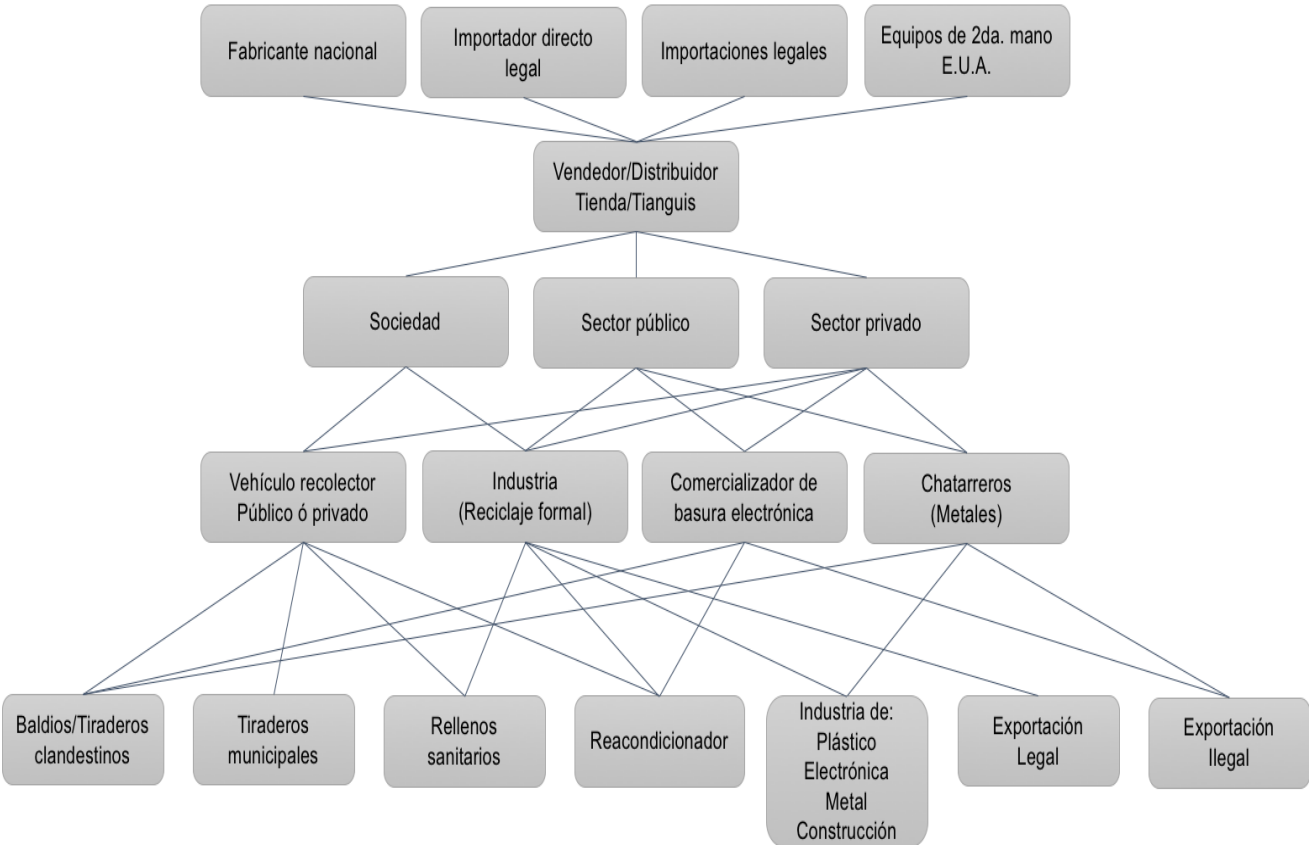 Fabricante nacional
Importador directo
legal
Importaciones legales
Equipos de 2da. mano
E.U.A.
Vendedor/Distribuidor
Tienda/Tianguis
Sociedad
Sector público
Sector privado
Vehículo recolector
Público ó privado
Industria
(Reciclaje formal)
Comercializador de
basura electrónica
Chatarreros
(Metales)
Baldios/Tiraderos
clandestinos
Tiraderos
municipales
Rellenos
sanitarios
Reacondicionador
Industria de:
Plástico
Electrónica
Metal
Construcción
Exportación
Legal
Exportación
Ilegal